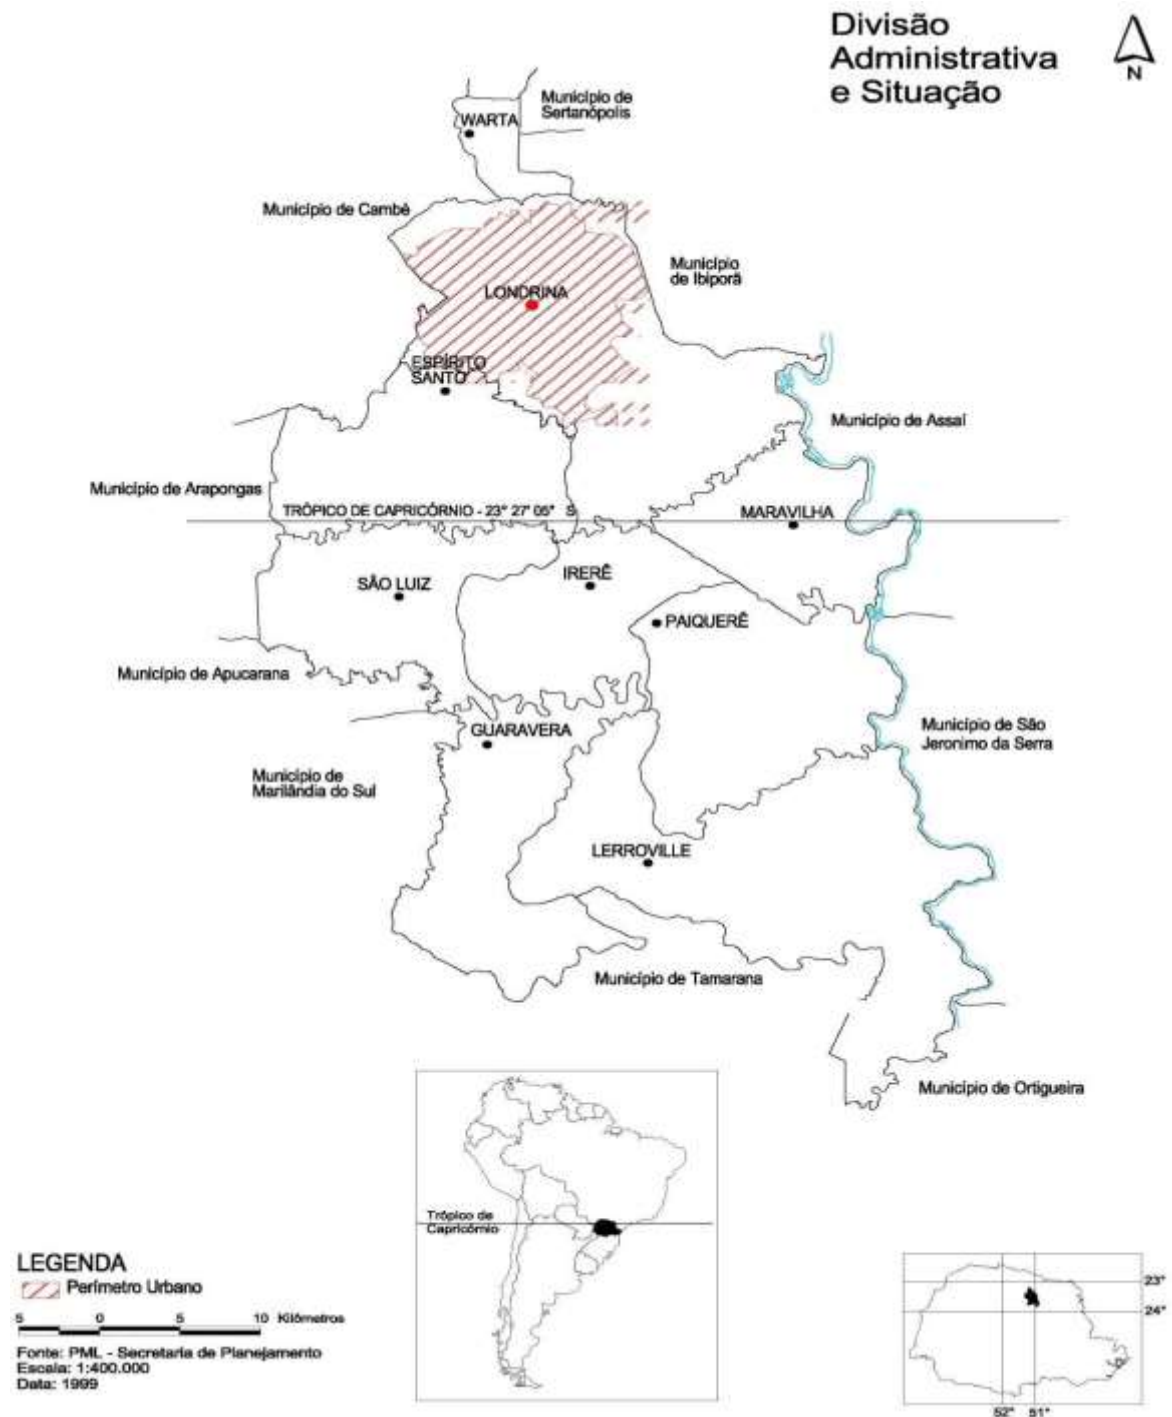 Divisão
Administrativa
e Situação
N
Município de
Sertanópolis
WARTA
Município de Cambé
Município
de Ibiporã
LONDRINA
ESPÍRITO
SANTO
Município de Assaí
Município de Arapongas
TRÓPICO DE CAPRICÓRNIO - 23° 27' 05" S
MARAVILHA
SÃO LUIZ
IRERÊ
PAIQUERÊ
Município de Apucarana
GUARAVERA
Município de São
Jeronimo da Serra
Município de
Marilândia do Sul
LERROVILLE
Município de Tamarana
Município de Ortigueira
Trópico de
Capricórnio
LEGENDA
Perímetro Urbano
5 0 5 10 Kilômetros
Fonte: PML - Secretaria de Planejamento
Escala: 1:400.000
Data: 1999
23°
24°
52° 51°